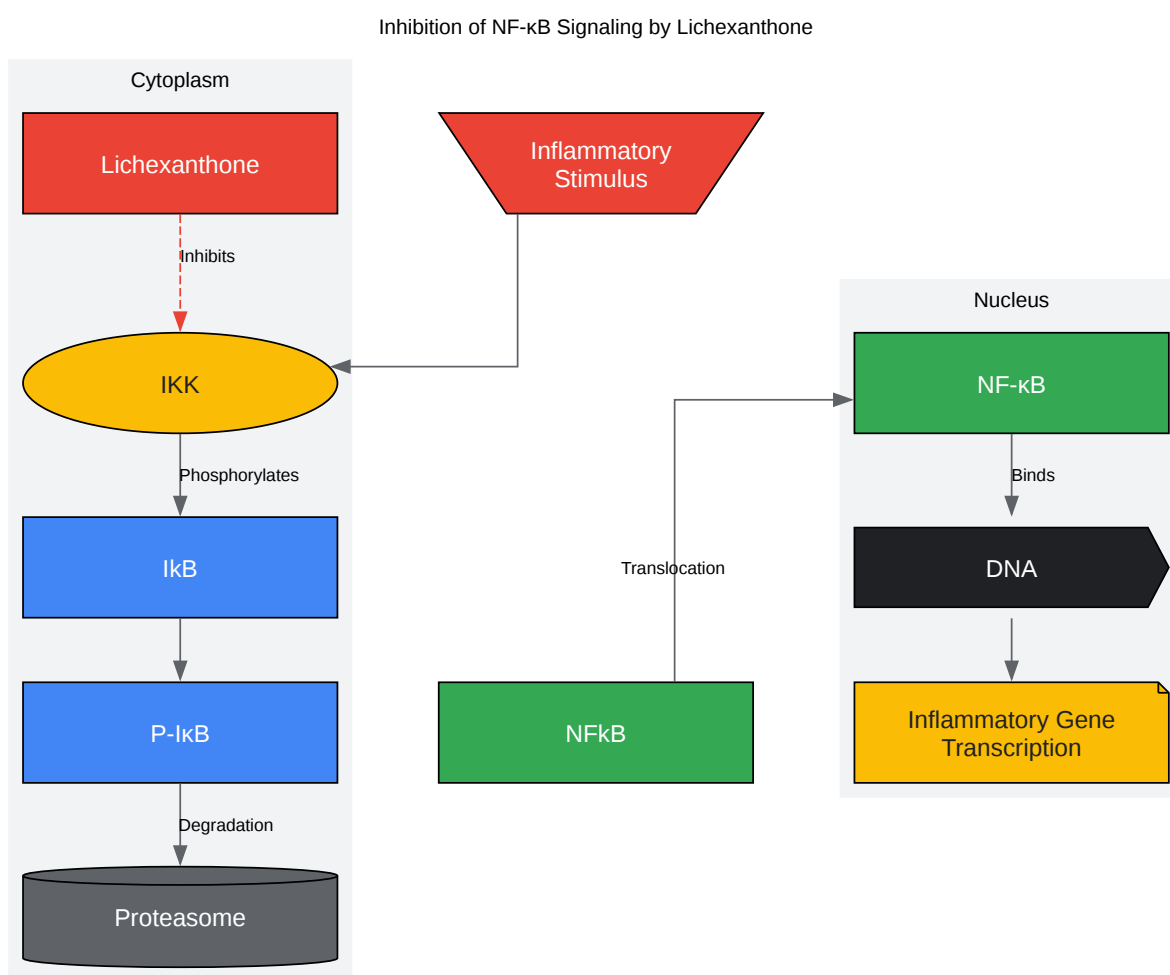 Inhibition of NF-κB Signaling by Lichexanthone
Cytoplasm
Lichexanthone
Inflammatory
Stimulus
Inhibits
Nucleus
IKK
NF-κB
Phosphorylates
Binds
IkB
Translocation
DNA
P-IκB
NFkB
Inflammatory Gene
Transcription
Degradation
Proteasome